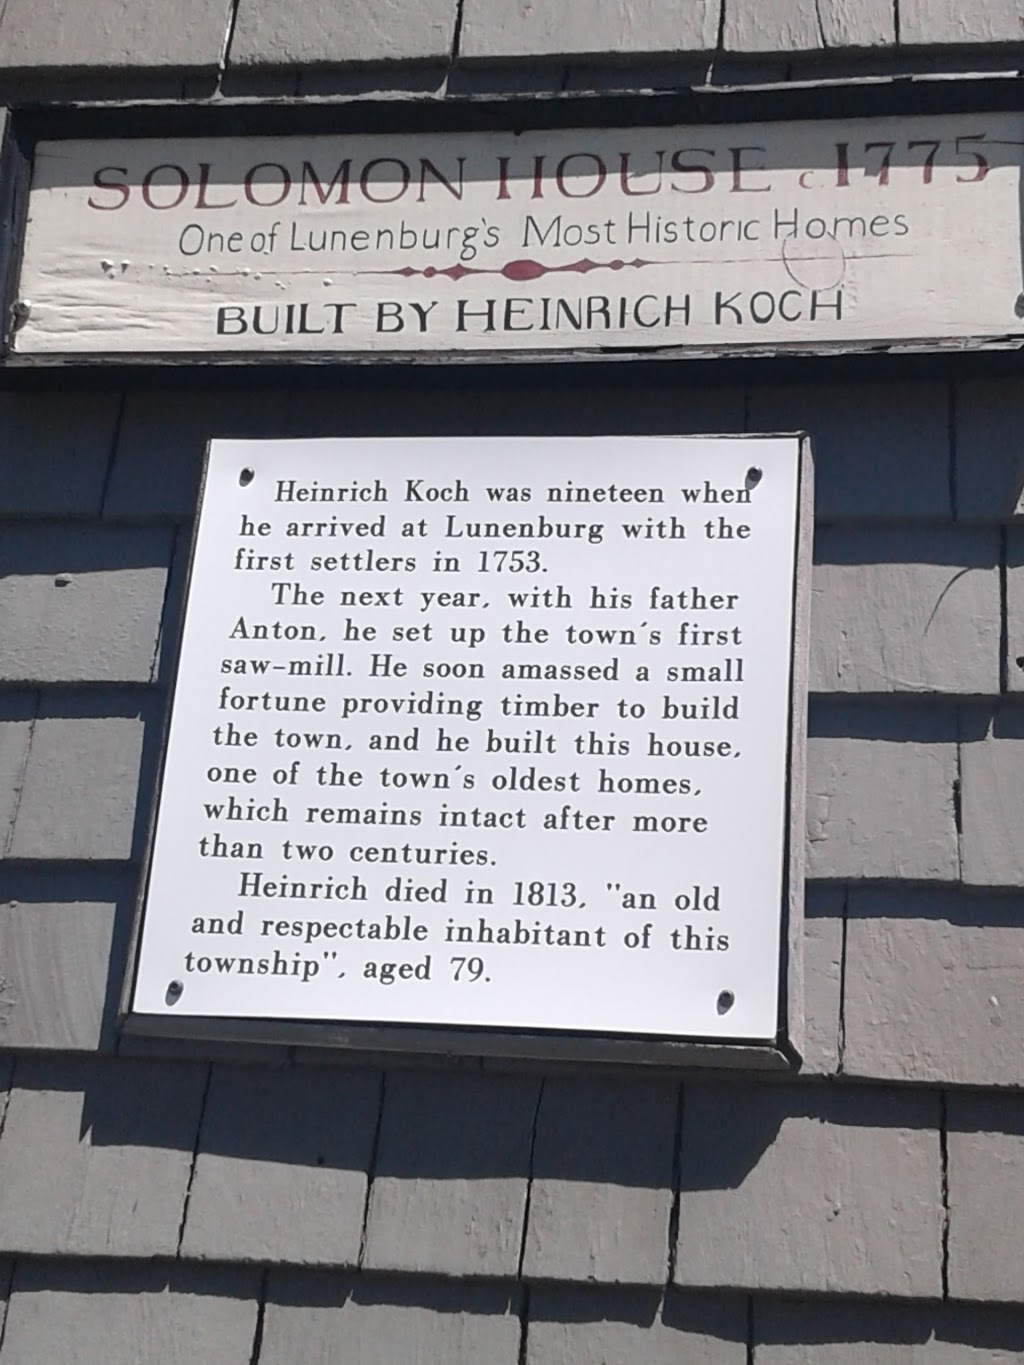 SOLOMON HOUSE c.1775
One of Lunenburg's Most Historic Homes
BUILT BY HEINRICH KOCH
Heinrich Koch was nineteen when
he arrived at Lunenburg with the
first settlers in 1753.
The next year, with his father
Anton, he set up the town's first
saw-mill. He soon amassed a small
fortune providing timber to build
the town, and he built this house,
one of the town's oldest homes,
which remains intact after more
than two centuries.
Heinrich died in 1813, "an old
and respectable inhabitant of this
township", aged 79.